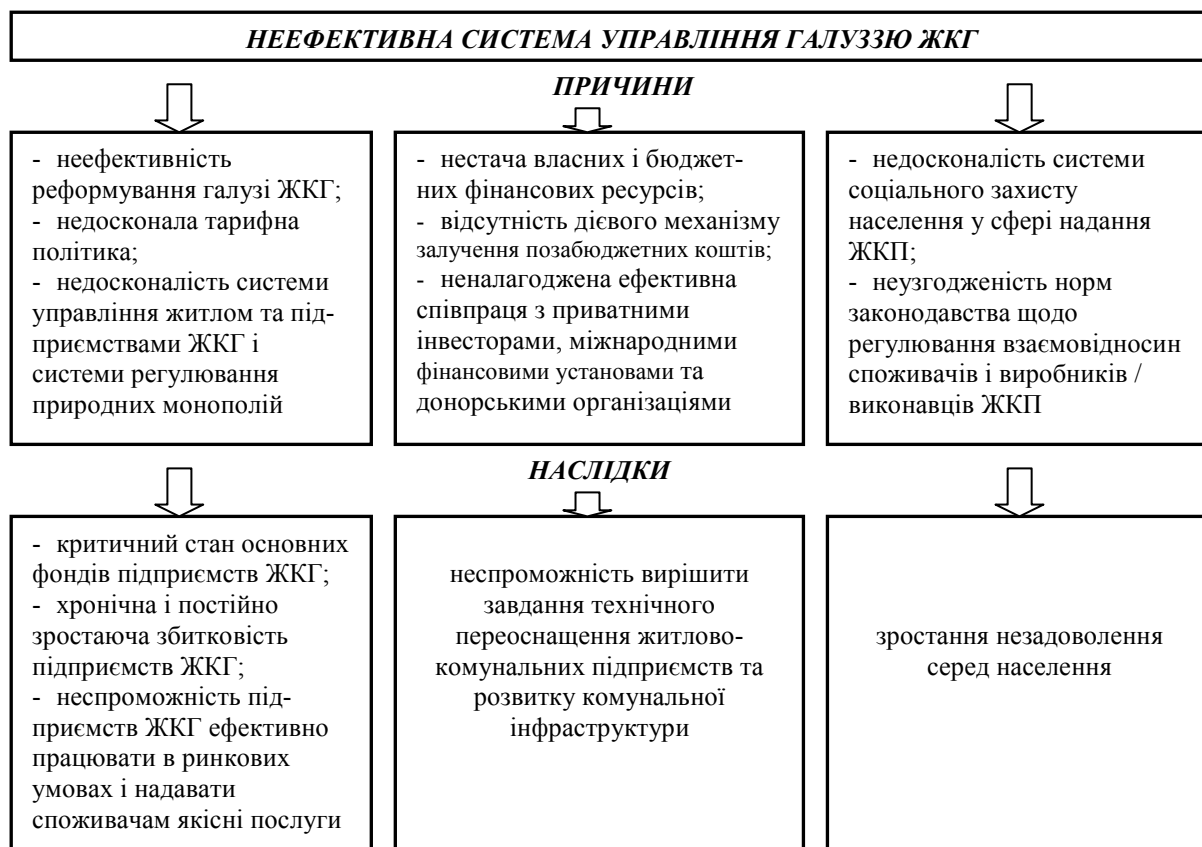 НЕЕФЕКТИВНА СИСТЕМА УПРАВЛІННЯ ГАЛУЗЗЮ ЖКГ
ПРИЧИНИ
- неефективність
реформування галузі ЖКГ;
- недосконала тарифна
політика;
- недосконалість системи
управління житлом та під-
приємствами ЖКГ і
системи регулювання
природних монополій
- нестача власних і бюджет-
них фінансових ресурсів;
- відсутність дієвого механізму
залучення позабюджетних коштів;
- неналагоджена ефективна
співпраця з приватними
інвесторами, міжнародними
фінансовими установами та
донорськими організаціями
- недосконалість системи
соціального захисту
населення у сфері надання
ЖКП;
- неузгодженість норм
законодавства щодо
регулювання взаємовідносин
споживачів і виробників /
виконавців ЖКП
НАСЛІДКИ
- критичний стан основних
фондів підприємств ЖКГ;
- хронічна і постійно
зростаюча збитковість
підприємств ЖКГ;
- неспроможність під-
приємств ЖКГ ефективно
працювати в ринкових
умовах і надавати
споживачам якісні послуги
неспроможність вирішити
завдання технічного
переоснащення житлово-
комунальних підприємств та
розвитку комунальної
інфраструктури
зростання незадоволення
серед населення